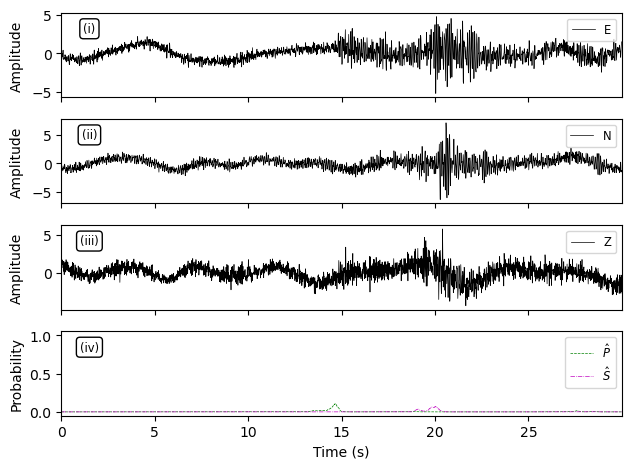 5
0
−5
Amplitude
(i)
E
5
0
−5
Amplitude
(ii)
N
5
0
Amplitude
(iii)
Z
1.0
0.5
0.0
Probability
(iv)
P̂
Ŝ
0 5 10 15 20 25
Time (s)